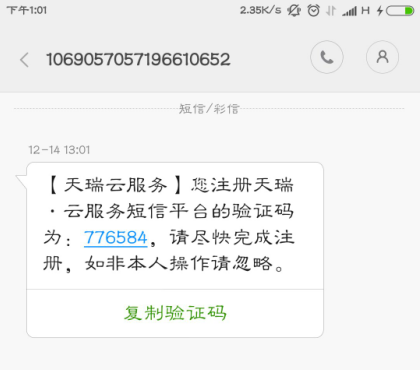 下午1:01
2.35K/s
H
1069057057196610652
短信/彩信
12-14 13:01
【天瑞云服务】您注册天瑞
·云服务短信平台的验证码
为：776584，请尽快完成注
册，如非本人操作请忽略。
复制验证码